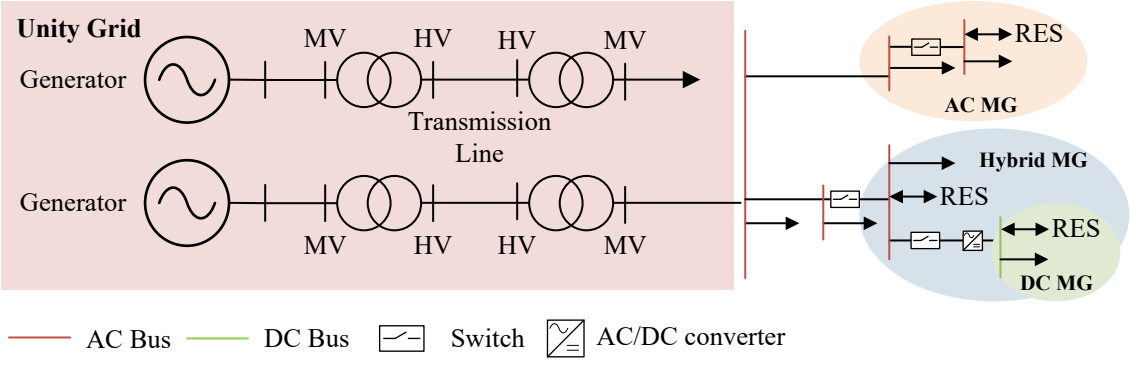 Unity Grid
MV HV HV MV
Generator
RES
AC MG
Transmission
Line
Hybrid MG
Generator
RES
MV HV HV MV
RES
DC MG
AC Bus DC Bus Switch AC/DC converter